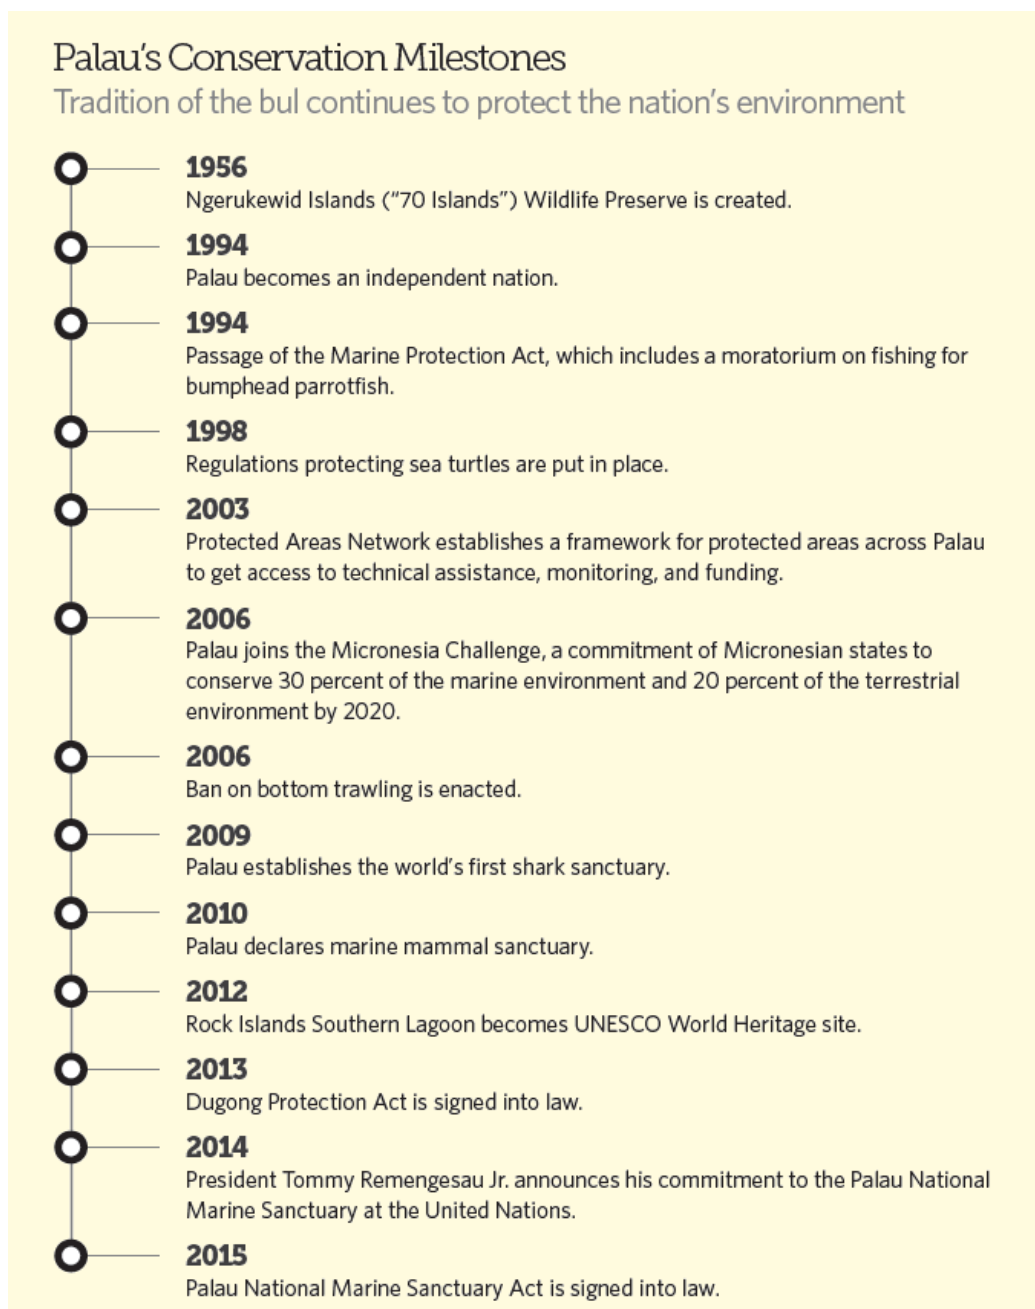 Palau’s Conservation Milestones
Tradition of the bul continues to protect the nation’s environment
1956
Ngerukewid Islands (“70 Islands”) Wildlife Preserve is created.
1994
Palau becomes an independent nation.
1994
Passage of the Marine Protection Act, which includes a moratorium on fishing for
bumphead parrotfish.
1998
Regulations protecting sea turtles are put in place.
2003
Protected Areas Network establishes a framework for protected areas across Palau
to get access to technical assistance, monitoring, and funding.
2006
Palau joins the Micronesia Challenge, a commitment of Micronesian states to
conserve 30 percent of the marine environment and 20 percent of the terrestrial
environment by 2020.
2006
Ban on bottom trawling is enacted.
2009
Palau establishes the world’s first shark sanctuary.
2010
Palau declares marine mammal sanctuary.
2012
Rock Islands Southern Lagoon becomes UNESCO World Heritage site.
2013
Dugong Protection Act is signed into law.
2014
President Tommy Remengesau Jr. announces his commitment to the Palau National
Marine Sanctuary at the United Nations.
2015
Palau National Marine Sanctuary Act is signed into law.